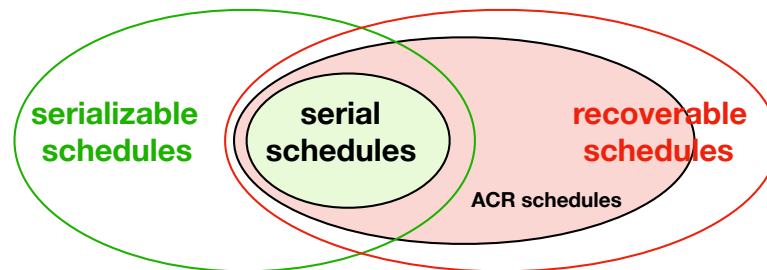 serializable
schedules
serial
schedules
recoverable
schedules
ACR schedules